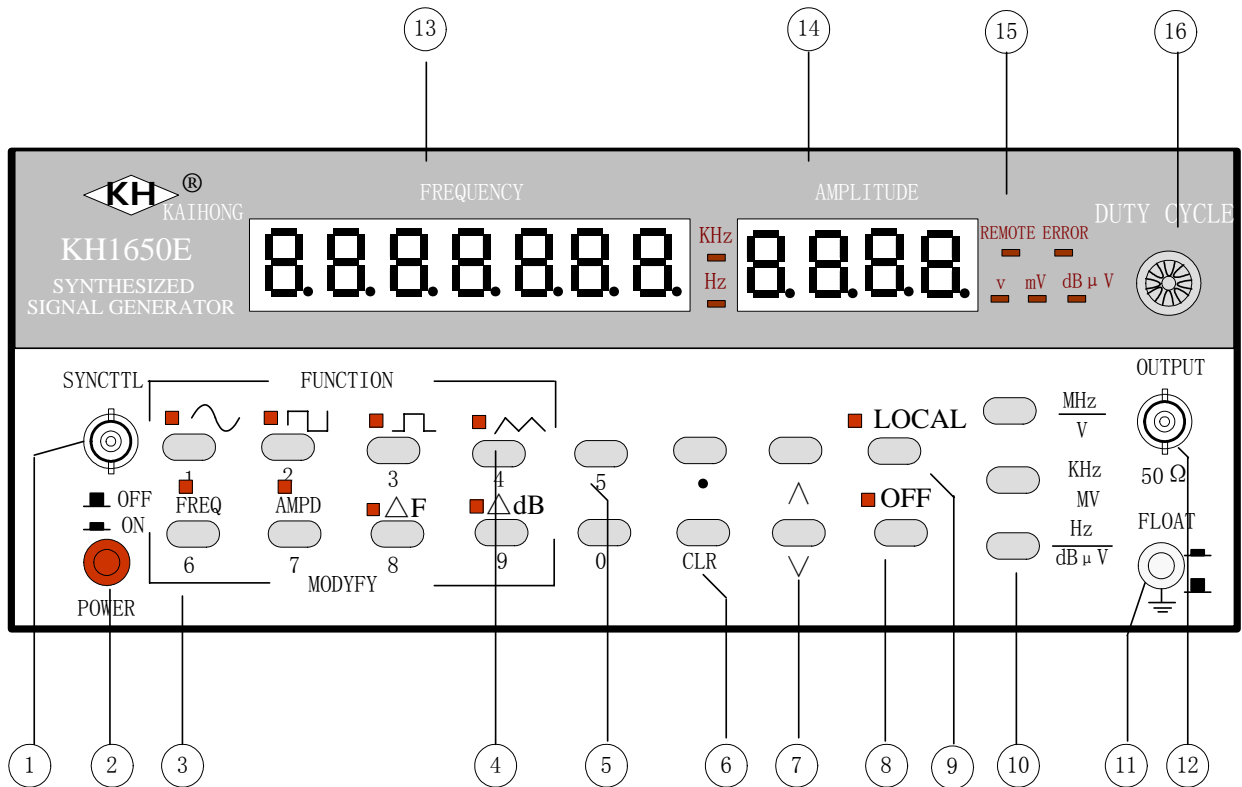 13 14 15 16
KH ®
KAIHONG
KH1650E
SYNTHESIZED
SIGNAL GENERATOR
FREQUENCY
8.8.8.8.8.8.8.
KHz
Hz
AMPLITUDE
8.8.8.8.
REMOTE ERROR
v mV dBμV
DUTY CYCLE
SYNCTTL
FUNCTION
OUTPUT
LOCAL
MHz
V
1 2 3 4 5 •
∧
KHz
MV
50 Ω
OFF
ON
FREQ AMPD △F △dB
OFF
Hz
dBμV
FLOAT
6 7 8 9 0 CLR
∨
MODYFY
POWER
1 2 3 4 5 6 7 8 9 10 11 12